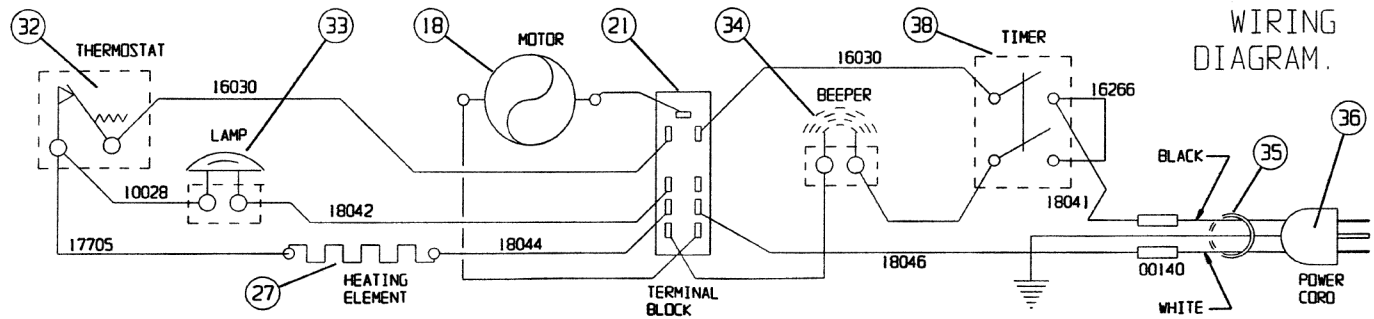 WIRING
DIAGRAM.
32
THERMOSTAT
33
18
MOTOR
21
34
38
TIMER
16030
16030
BEEPER
16266
36
LAMP
BLACK
35
10028
18042
18041
17705
18044
18046
00140
27
HEATING
ELEMENT
TERMINAL
BLOCK
WHITE
POWER
CORD